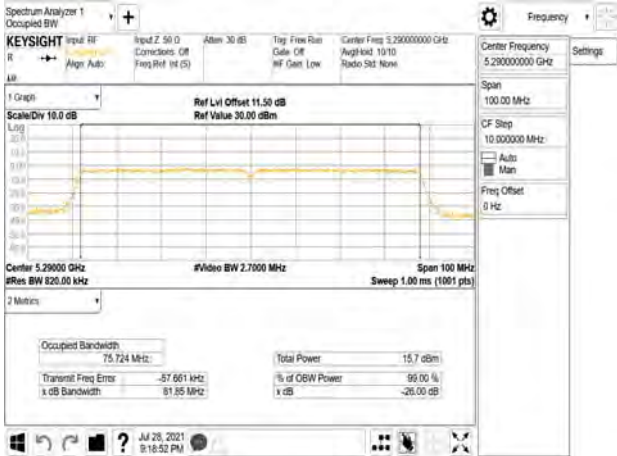 Spectrum Analyzer 1
Occupied BW
+
Frequency
KEYSIGHT
Input: RF
R
Align: Auto
Input Z: 50 Ω
Corrections: Off
Freq Ref: Int (S)
Atten: 30 dB
Trig: Free Run
Gate: Off
#IF Gain: Low
Center Freq: 5.290000000 GHz
Avg|Hold: 10/10
Radio Std: None
Center Frequency
5.290000000 GHz
Settings
Span
100.00 MHz
CF Step
10.000000 MHz
Auto
Man
Freq Offset
0 Hz
1 Graph
Scale/Div 10.0 dB
Log
Ref Lvl Offset 11.50 dB
Ref Value 30.00 dBm
Center 5.29000 GHz
#Res BW 820.00 kHz
#Video BW 2.7000 MHz
Span 100 MHz
Sweep 1.00 ms (1001 pts)
2 Metrics
Occupied Bandwidth
75.724 MHz
Total Power
15.7 dBm
Transmit Freq Error
-57.661 kHz
% of OBW Power
99.00 %
x dB Bandwidth
81.85 MHz
x dB
-26.00 dB
?
Jul 28, 2021
9:18:52 PM